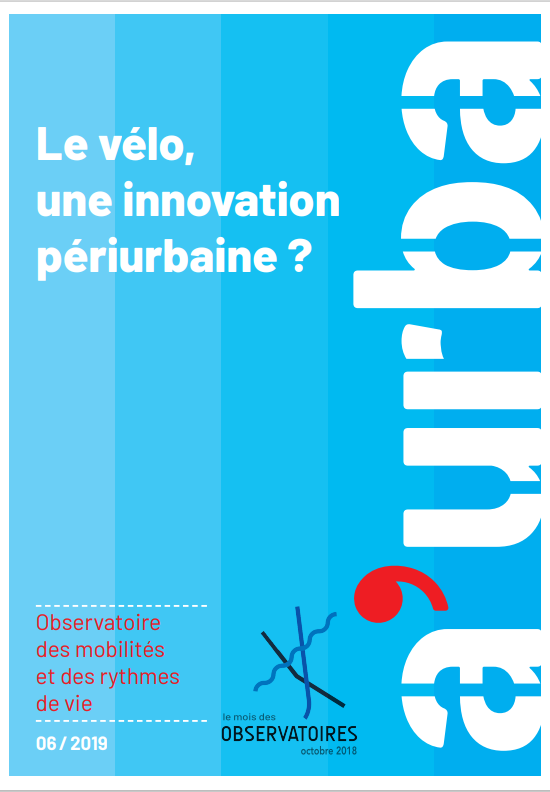 Le vélo,
une innovation
périurbaine ?
a’urba
Observatoire
des mobilités
et des rythmes
de vie
06 / 2019
le mois des
OBSERVATOIRES
octobre 2018